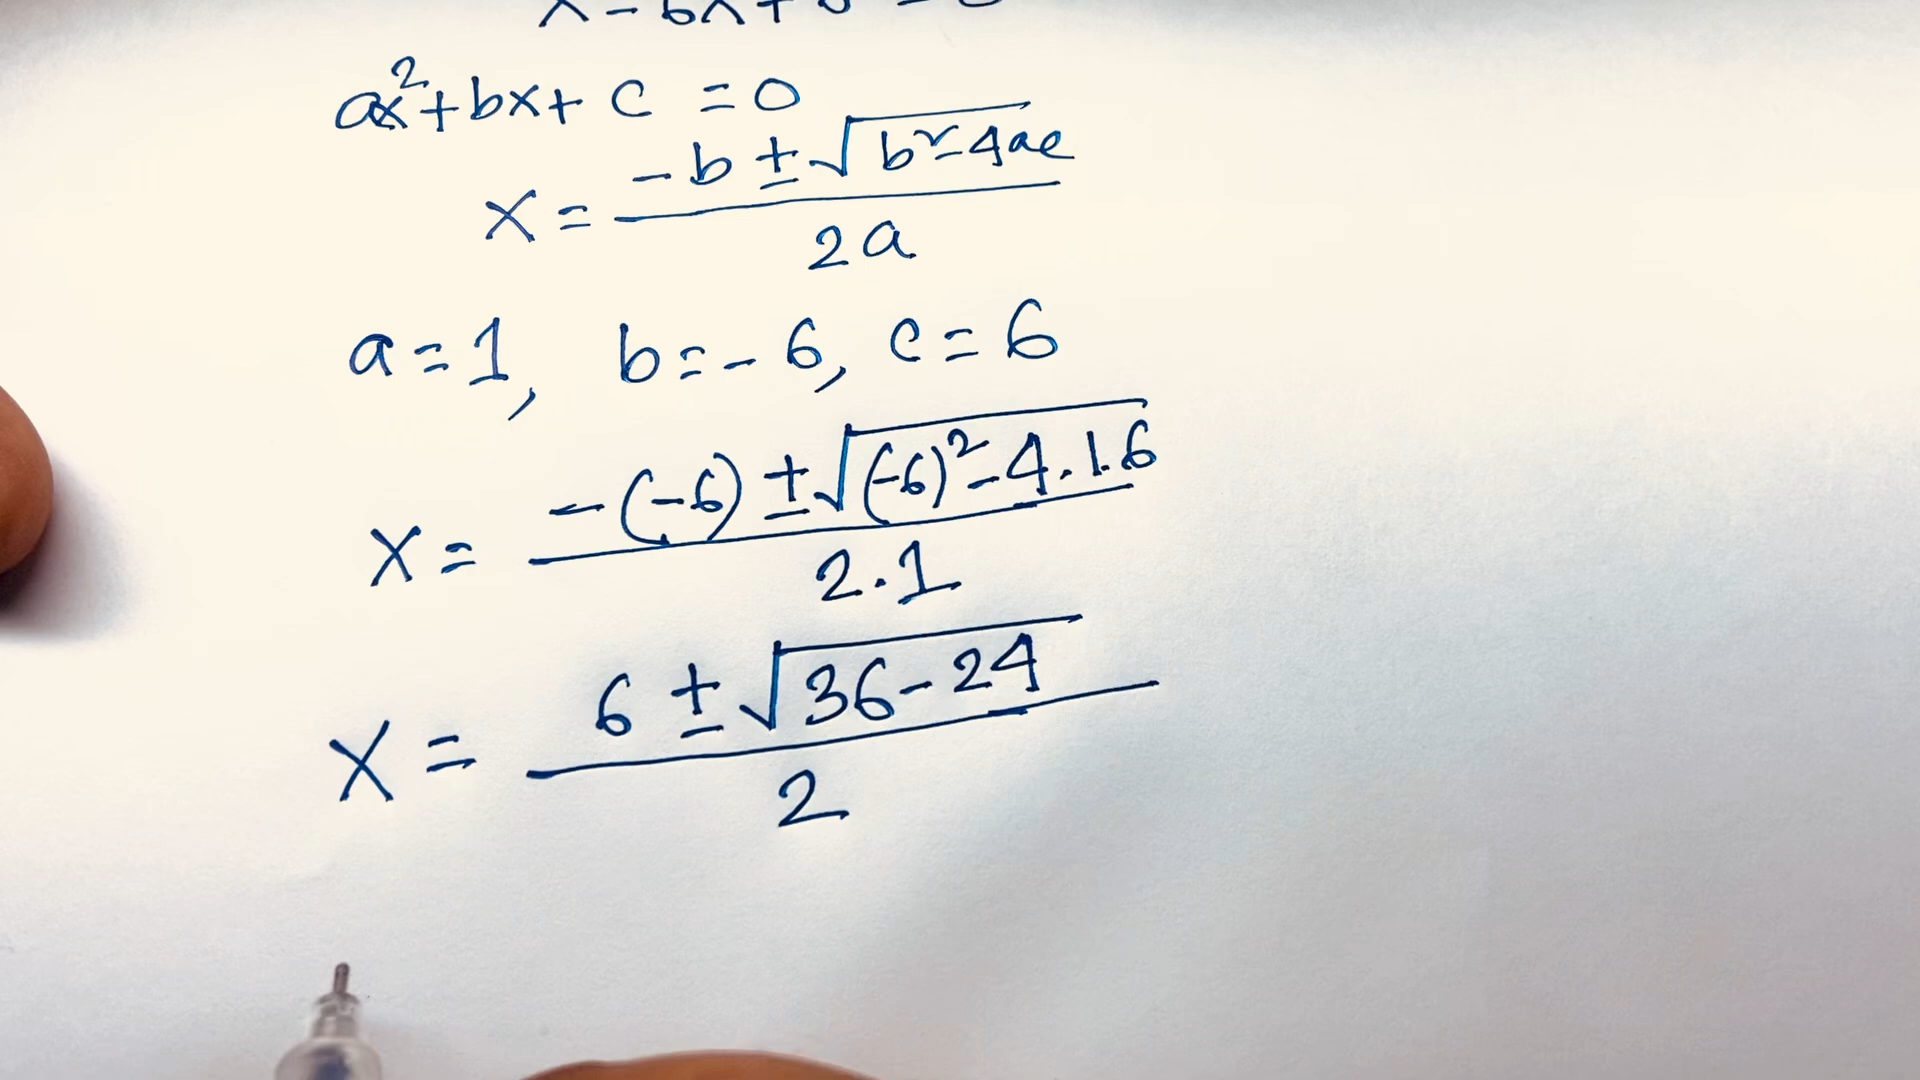 ax²+bx+c =0
x = (-b ± √(b²-4ac)) / 2a
a=1, b=-6, c=6
x = (-(-6) ± √((-6)²-4.1.6)) / 2.1
x = (6 ± √(36-24)) / 2